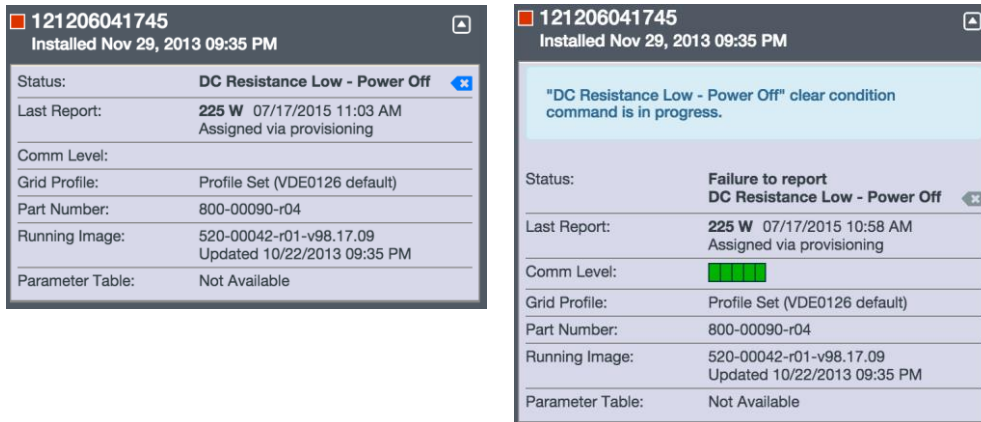 121206041745
Installed Nov 29, 2013 09:35 PM
Status: DC Resistance Low - Power Off
Last Report: 225 W 07/17/2015 11:03 AM
Assigned via provisioning
Comm Level:
Grid Profile: Profile Set (VDE0126 default)
Part Number: 800-00090-r04
Running Image: 520-00042-r01-v98.17.09
Updated 10/22/2013 09:35 PM
Parameter Table: Not Available
121206041745
Installed Nov 29, 2013 09:35 PM
"DC Resistance Low - Power Off" clear condition
command is in progress.
Status: Failure to report
DC Resistance Low - Power Off
Last Report: 225 W 07/17/2015 10:58 AM
Assigned via provisioning
Comm Level:
Grid Profile: Profile Set (VDE0126 default)
Part Number: 800-00090-r04
Running Image: 520-00042-r01-v98.17.09
Updated 10/22/2013 09:35 PM
Parameter Table: Not Available